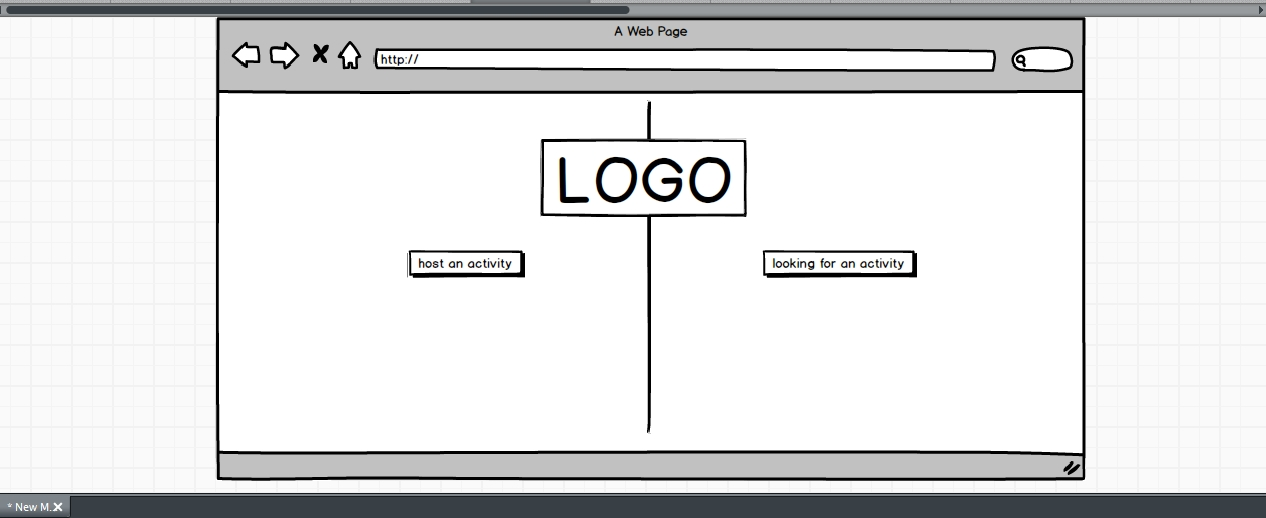 A Web Page
http://
LOGO
host an activity
looking for an activity
* New M.